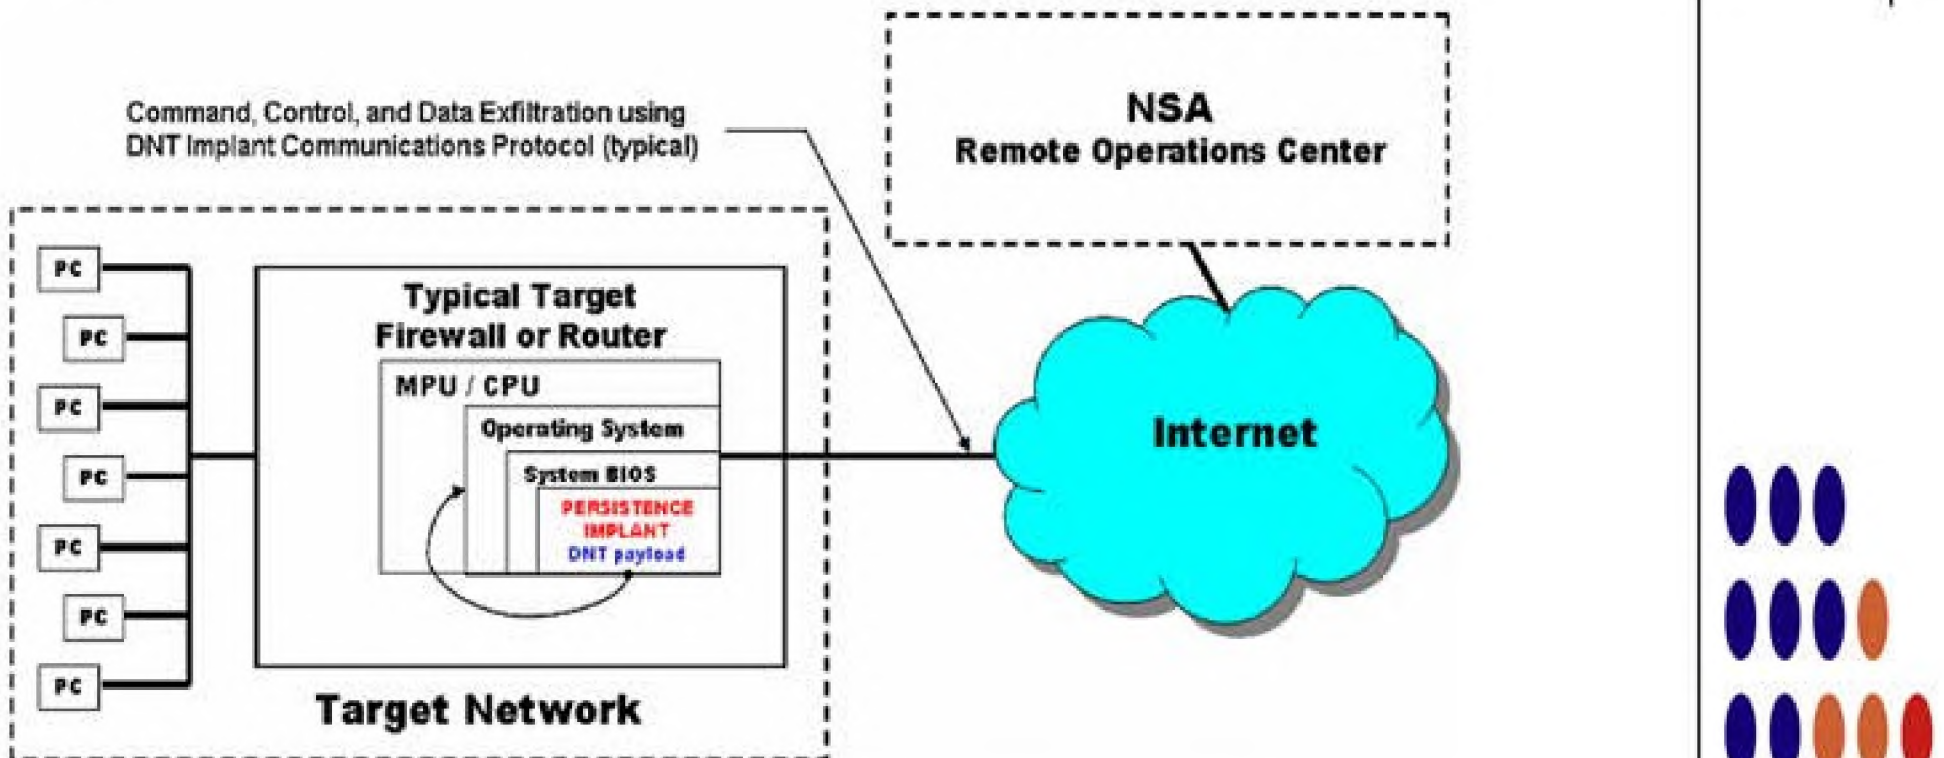 Command, Control, and Data Exfiltration using
DNT Implant Communications Protocol (typical)
NSA
Remote Operations Center
PC
PC
PC
PC
PC
PC
PC
Typical Target
Firewall or Router
MPU / CPU
Operating System
System BIOS
PERSISTENCE
IMPLANT
DNT payload
Internet
Target Network